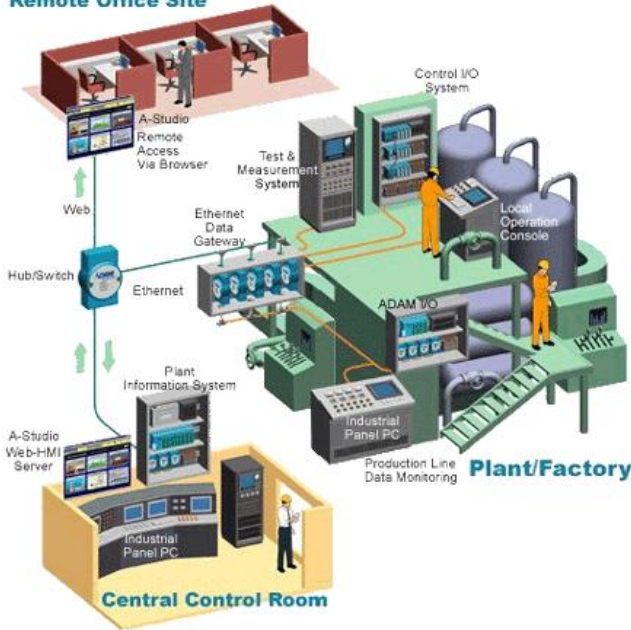 Remote Office Site
A-Studio
Remote
Access
Via Browser
Web
Hub/Switch
Control I/O
System
Test &
Measurement
System
Local
Operation
Console
Ethernet
Data
Gateway
Ethernet
ADAM I/O
Plant
Information System
A-Studio
Web-HMI
Server
Industrial
Panel PC
Production Line
Data Monitoring
Plant/Factory
Industrial
Panel PC
Central Control Room